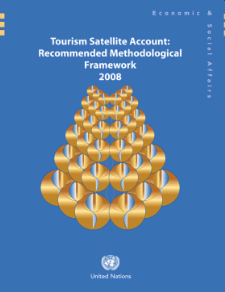 Economic & Social Affairs
Tourism Satellite Account:
Recommended Methodological
Framework
2008
United Nations